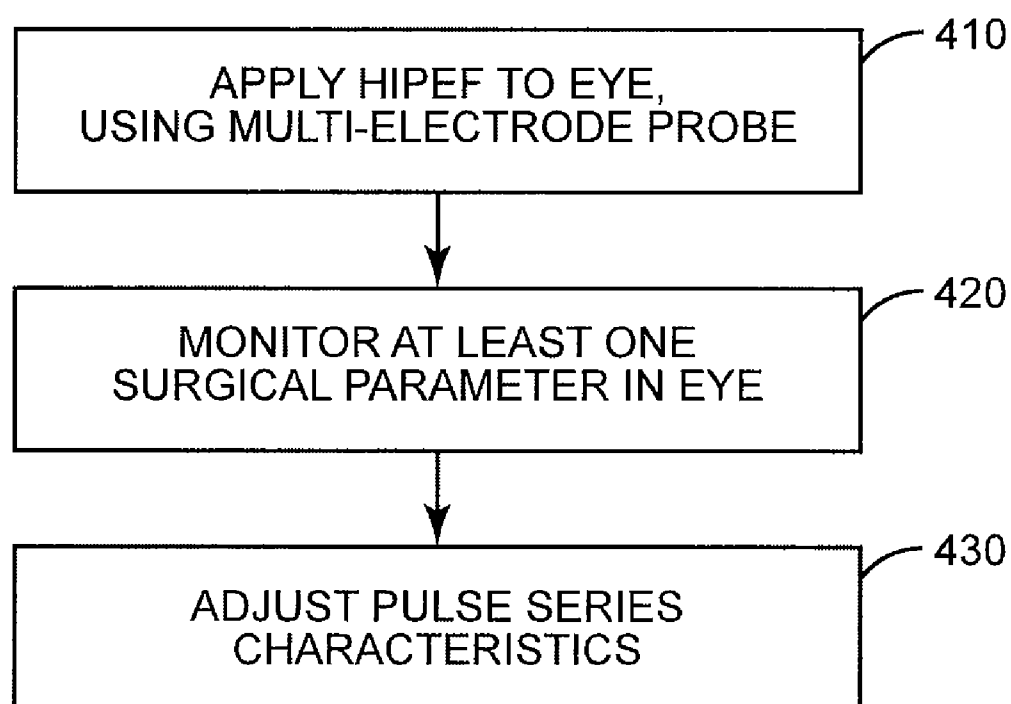 410
APPLY HIPEF TO EYE,
USING MULTI-ELECTRODE PROBE
420
MONITOR AT LEAST ONE
SURGICAL PARAMETER IN EYE
430
ADJUST PULSE SERIES
CHARACTERISTICS